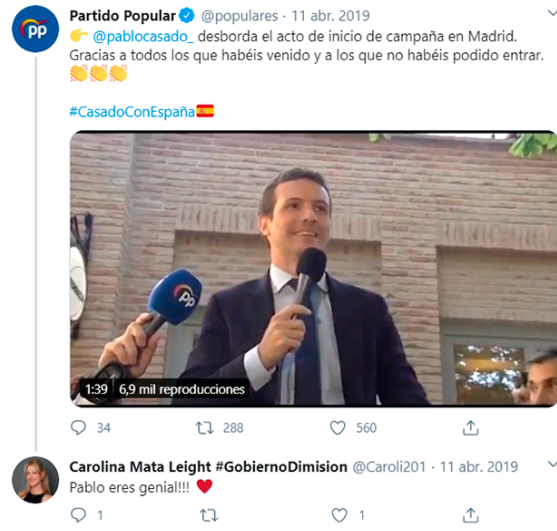 Partido Popular @populares · 11 abr. 2019
👉 @pablocasado_ desborda el acto de inicio de campaña en Madrid.
Gracias a todos los que habéis venido y a los que no habéis podido entrar.
👏👏👏
#CasadoConEspaña🇪🇸
PP
PP
1:39 6,9 mil reproducciones
34 288 560
Carolina Mata Leight #GobiernoDimision @Caroli201 · 11 abr. 2019
Pablo eres genial!!! ♥
1 1